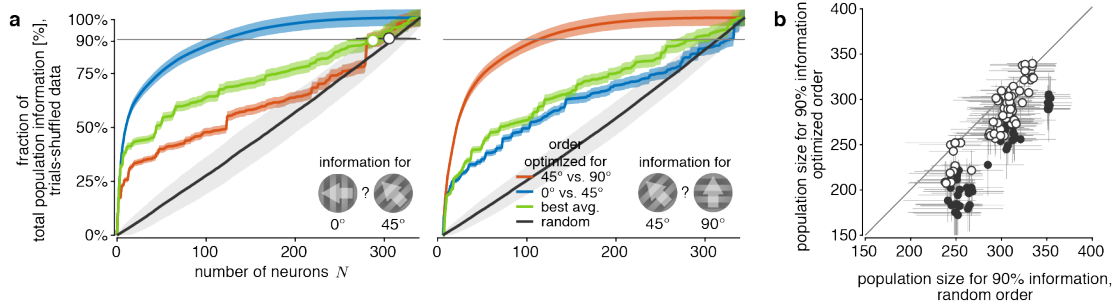 a
fraction of
total population information [%],
trials-shuffled data
100%
90%
75%
50%
25%
0%
0
100
200
300
number of neurons N
information for
?
0°
45°
0
100
200
300
order
optimized for
45° vs. 90°
0° vs. 45°
best avg.
random
information for
?
45°
90°
b
population size for 90% information,
optimized order
400
350
300
250
200
150
150
200
250
300
350
400
population size for 90% information,
random order